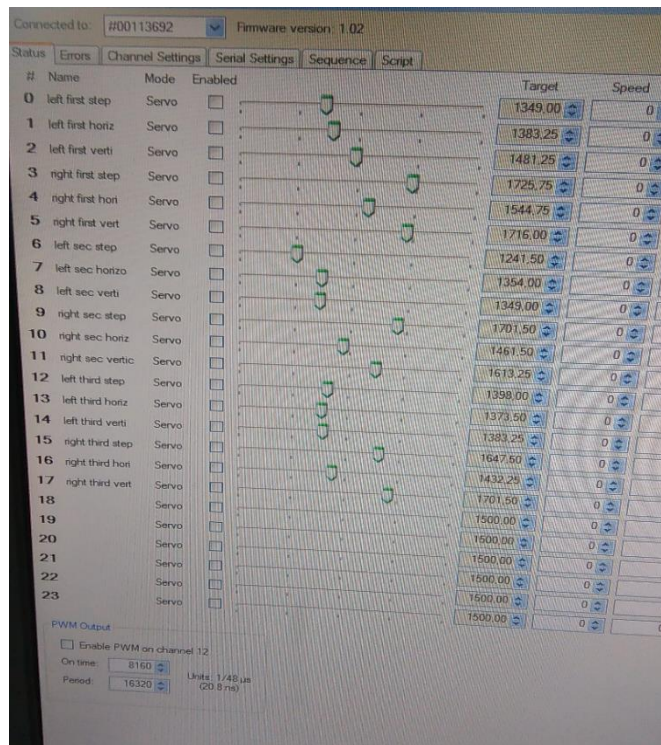 Connected to: #00113692 Firmware version: 1.02
Status Errors Channel Settings Serial Settings Sequence Script
# Name Mode Enabled Target Speed
0 left first step Servo 1349,00 0
1 left first horiz Servo 1383,25 0
2 left first verti Servo 1481,25 0
3 right first step Servo 1725,75 0
4 right first hori Servo 1544,75 0
5 right first vert Servo 1716,00 0
6 left sec step Servo 1241,50 0
7 left sec horizo Servo 1354,00 0
8 left sec verti Servo 1349,00 0
9 right sec step Servo 1701,50 0
10 right sec horiz Servo 1461,50 0
11 right sec vertic Servo 1613,25 0
12 left third step Servo 1398,00 0
13 left third horiz Servo 1373,50 0
14 left third verti Servo 1383,25 0
15 right third step Servo 1647,50 0
16 right third hori Servo 1432,25 0
17 right third vert Servo 1701,50 0
18 Servo 1500,00 0
19 Servo 1500,00 0
20 Servo 1500,00 0
21 Servo 1500,00 0
22 Servo 1500,00 0
23 Servo 1500,00 0
PWM Output
Enable PWM on channel 12
On time: 8160
Period: 16320 Units: 1/48 µs
(20.8 ns)